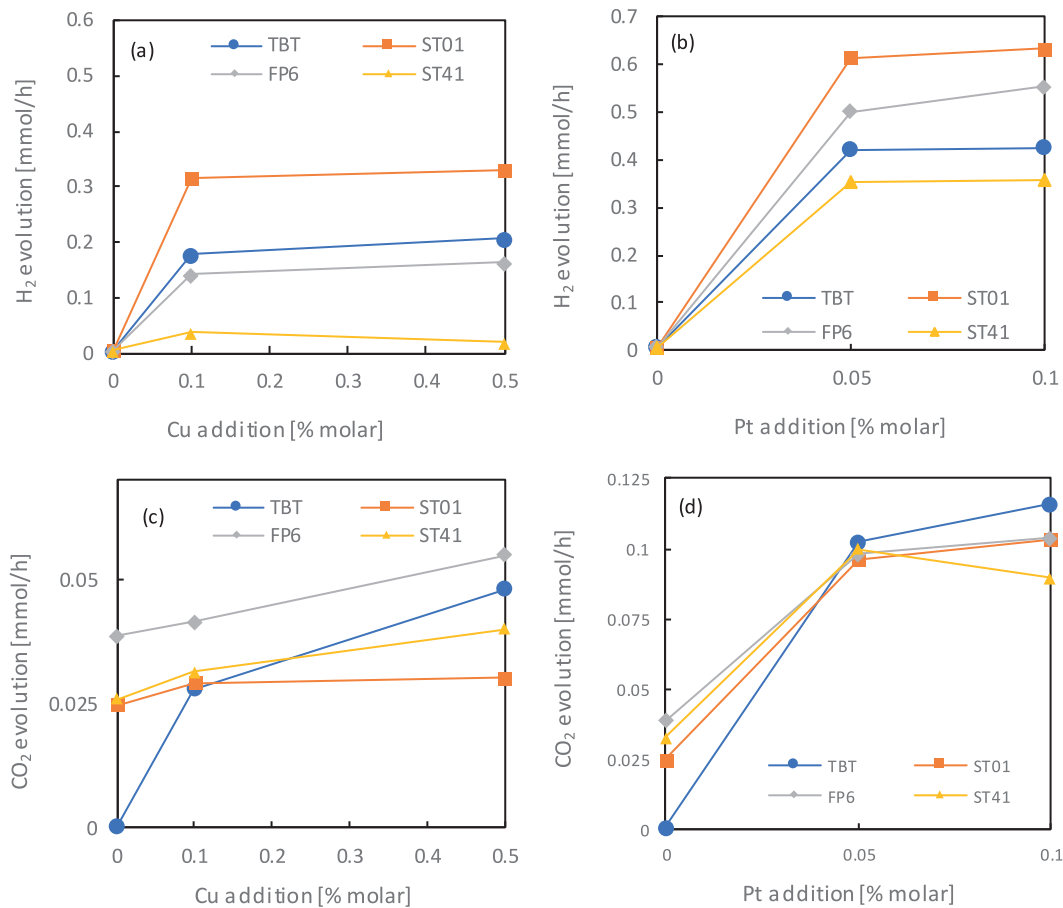 (a)
TBT ST01
FP6 ST41
0.6
0.5
0.4
0.3
0.2
0.1
0
H2 evolution [mmol/h]
0 0.1 0.2 0.3 0.4 0.5
Cu addition [% molar]
(b)
0.7
0.6
0.5
0.4
0.3
0.2
0.1
0
H2 evolution [mmol/h]
TBT ST01
FP6 ST41
0 0.05 0.1
Pt addition [% molar]
(c)
TBT ST01
FP6 ST41
0.05
0.025
0
CO2 evolution [mmol/h]
0 0.1 0.2 0.3 0.4 0.5
Cu addition [% molar]
(d)
0.125
0.1
0.075
0.05
0.025
0
CO2 evolution [mmol/h]
TBT ST01
FP6 ST41
0 0.05 0.1
Pt addition [% molar]